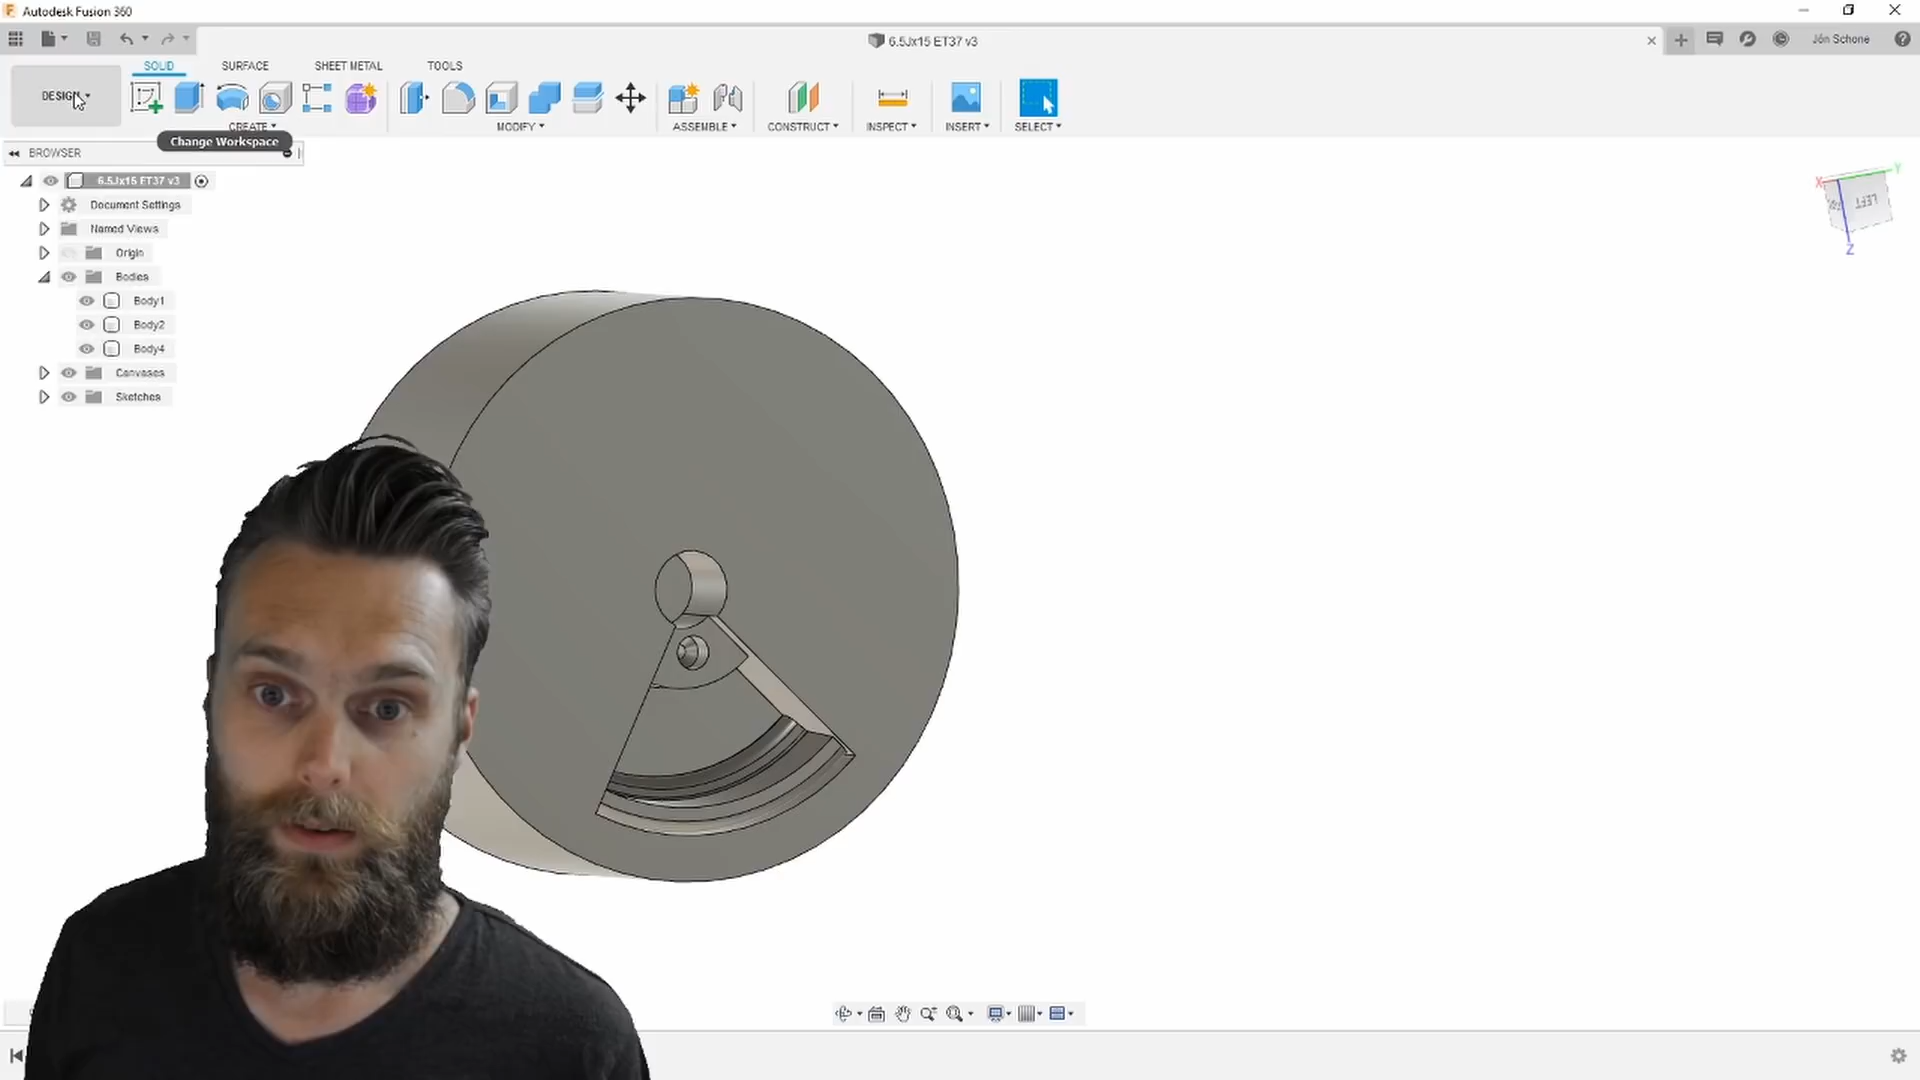 Autodesk Fusion 360
6.5Jx15 ET37 v3
Jón Schone
SOLID SURFACE SHEET METAL TOOLS
DESIGN
CREATE MODIFY ASSEMBLE CONSTRUCT INSPECT INSERT SELECT
Change Workspace
BROWSER
6.5Jx15 ET37 v3
Document Settings
Named Views
Origin
Bodies
Body1
Body2
Body4
Canvases
Sketches
X
Y
LEFT
Z